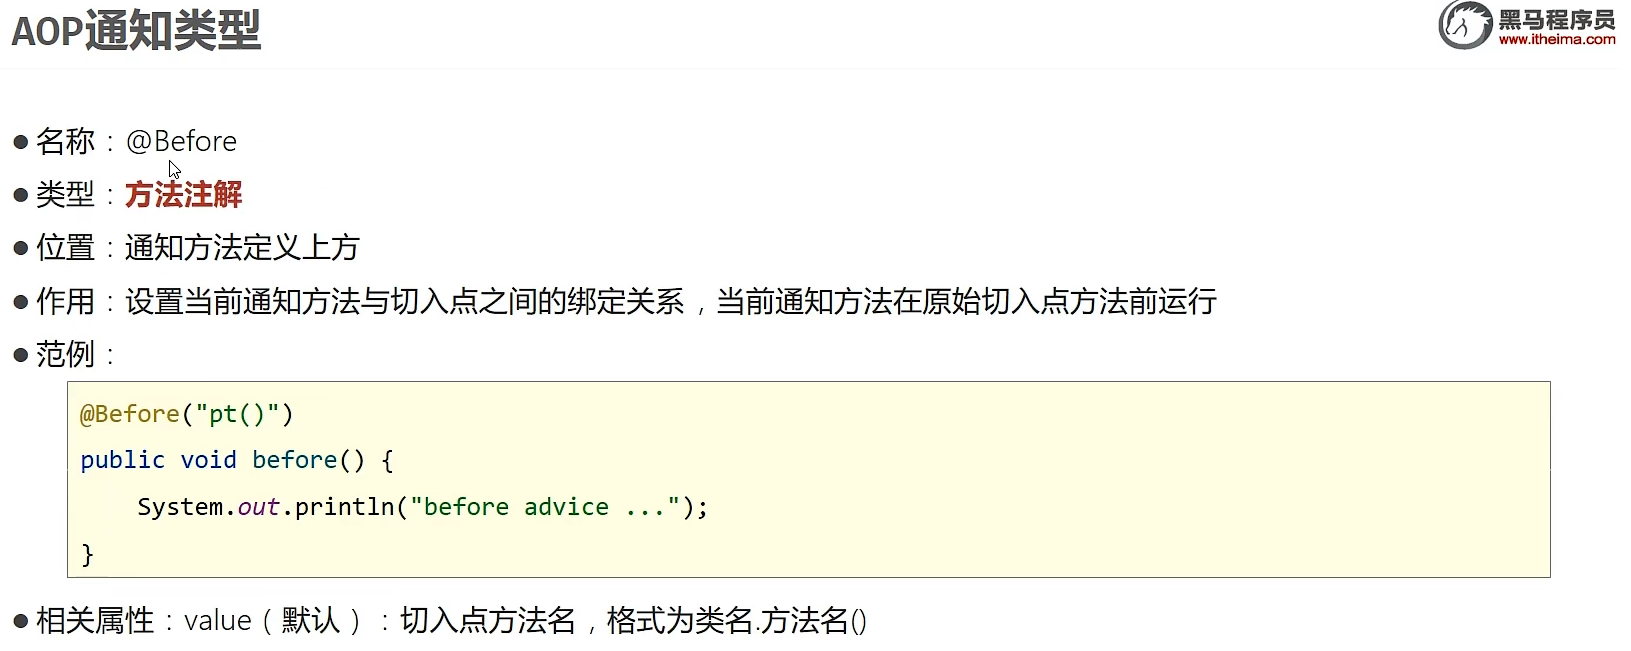 AOP通知类型
黑马程序员
www.itheima.com
● 名称：@Before
● 类型：方法注解
● 位置：通知方法定义上方
● 作用：设置当前通知方法与切入点之间的绑定关系，当前通知方法在原始切入点方法前运行
● 范例：
@Before("pt()")
public void before() {
    System.out.println("before advice ...");
}
● 相关属性：value（默认）：切入点方法名，格式为类名.方法名()